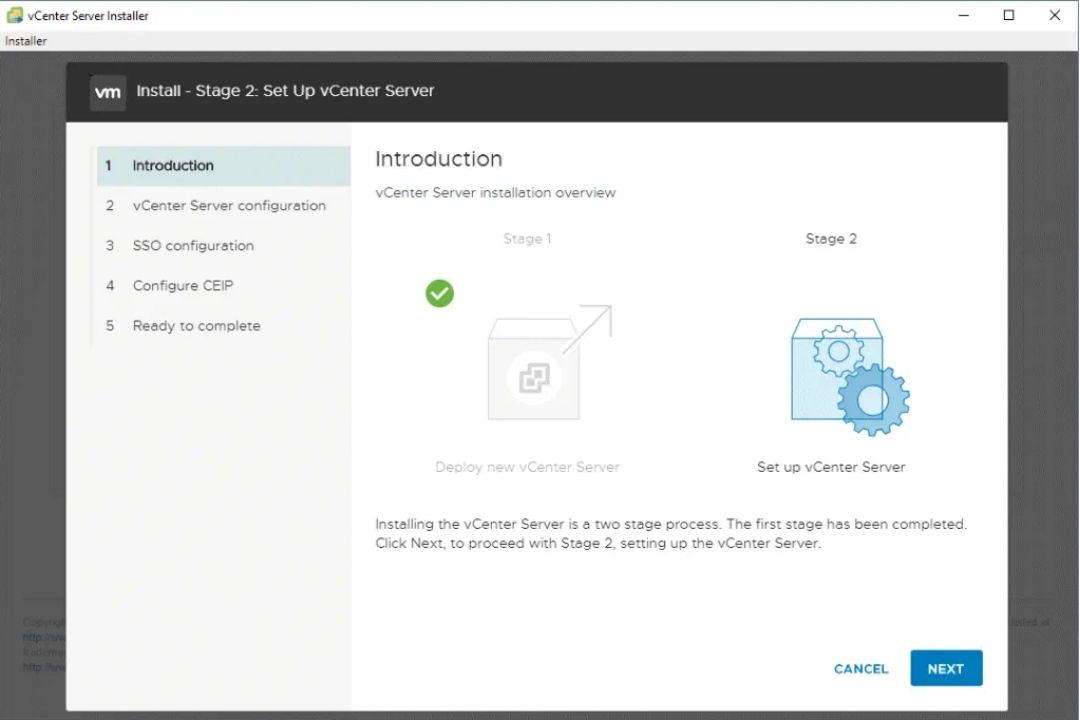 vCenter Server Installer
Installer
vm Install - Stage 2: Set Up vCenter Server
1 Introduction
2 vCenter Server configuration
3 SSO configuration
4 Configure CEIP
5 Ready to complete
Introduction
vCenter Server installation overview
Stage 1
Stage 2
Deploy new vCenter Server
Set up vCenter Server
Installing the vCenter Server is a two stage process. The first stage has been completed.
Click Next, to proceed with Stage 2, setting up the vCenter Server.
CANCEL
NEXT